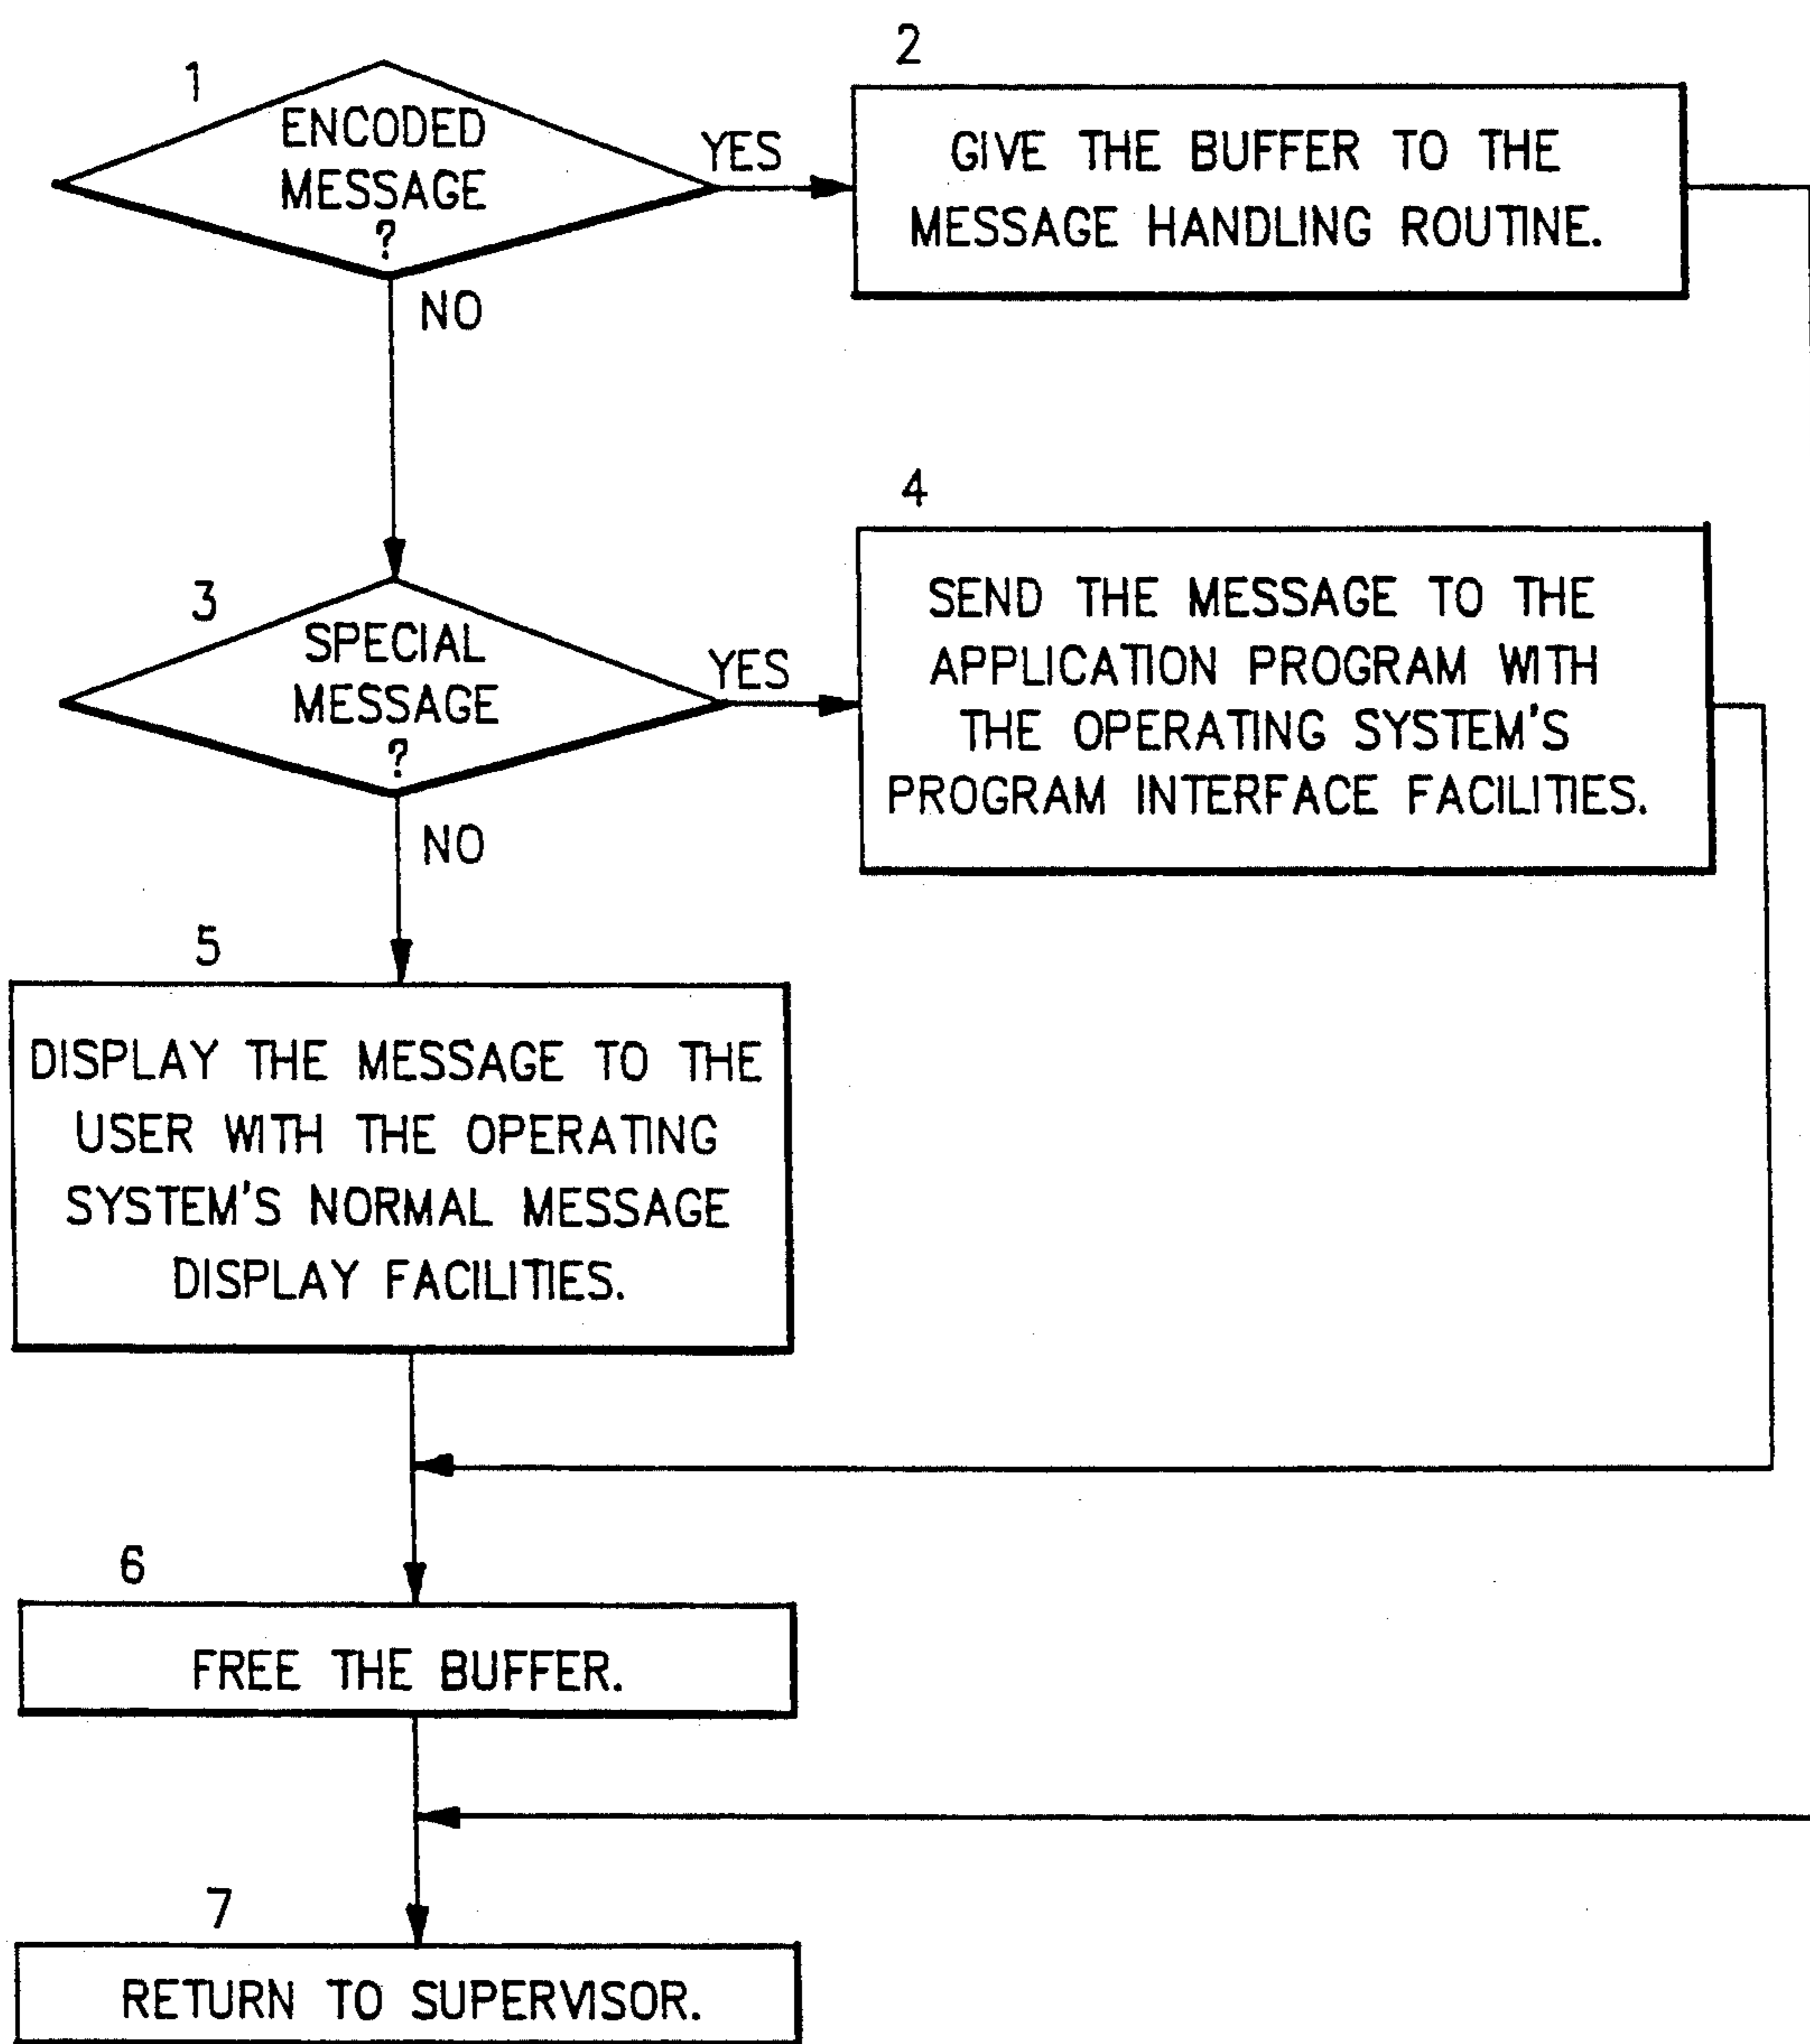 1
ENCODED
MESSAGE
?
YES
NO
2
GIVE THE BUFFER TO THE
MESSAGE HANDLING ROUTINE.
3
SPECIAL
MESSAGE
?
YES
NO
4
SEND THE MESSAGE TO THE
APPLICATION PROGRAM WITH
THE OPERATING SYSTEM'S
PROGRAM INTERFACE FACILITIES.
5
DISPLAY THE MESSAGE TO THE
USER WITH THE OPERATING
SYSTEM'S NORMAL MESSAGE
DISPLAY FACILITIES.
6
FREE THE BUFFER.
7
RETURN TO SUPERVISOR.